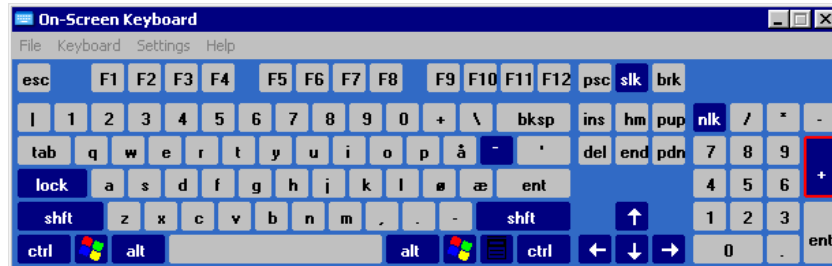 On-Screen Keyboard
File Keyboard Settings Help
esc F1 F2 F3 F4 F5 F6 F7 F8 F9 F10 F11 F12 psc slk brk
| 1 2 3 4 5 6 7 8 9 0 + \ bksp ins hm pup nlk / * -
tab q w e r t y u i o p å ¨ ' del end pdn 7 8 9 +
lock a s d f g h j k l ø æ ent 4 5 6
shft z x c v b n m , . - shft ↑ 1 2 3
ctrl alt alt ctrl ← ↓ → 0 . ent